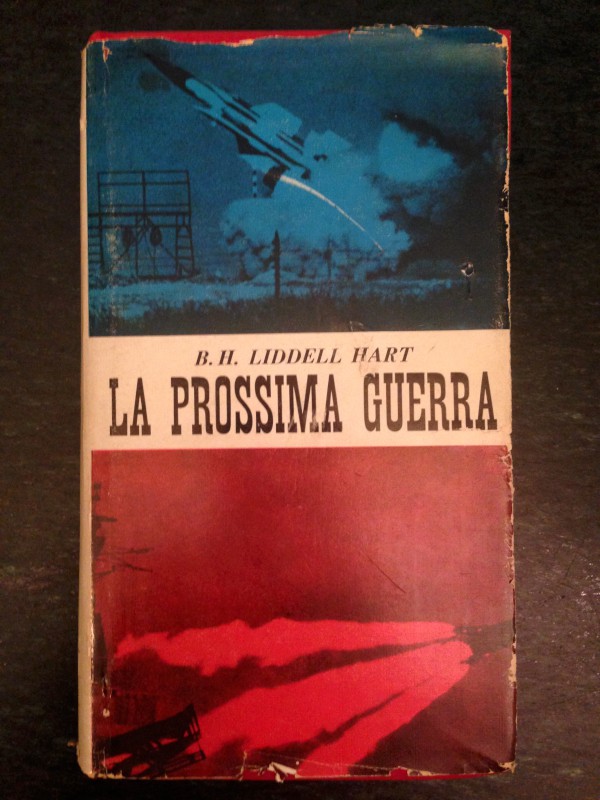 B. H. LIDDELL HART
LA PROSSIMA GUERRA